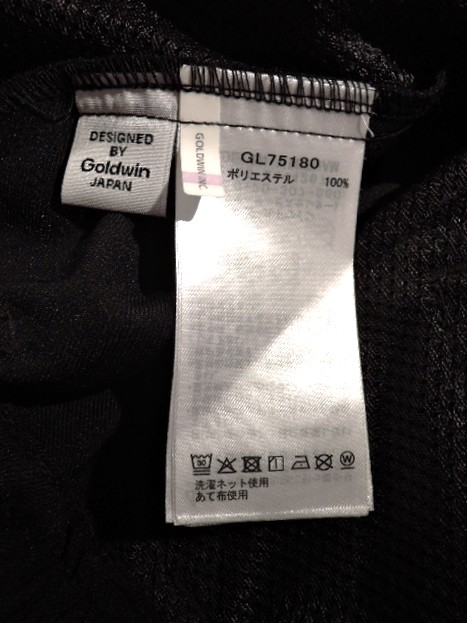 DESIGNED
BY
Goldwin
JAPAN
GOLDWIN INC.
GL75180
ポリエステル 100%
30
W
洗濯ネット使用
あて布使用